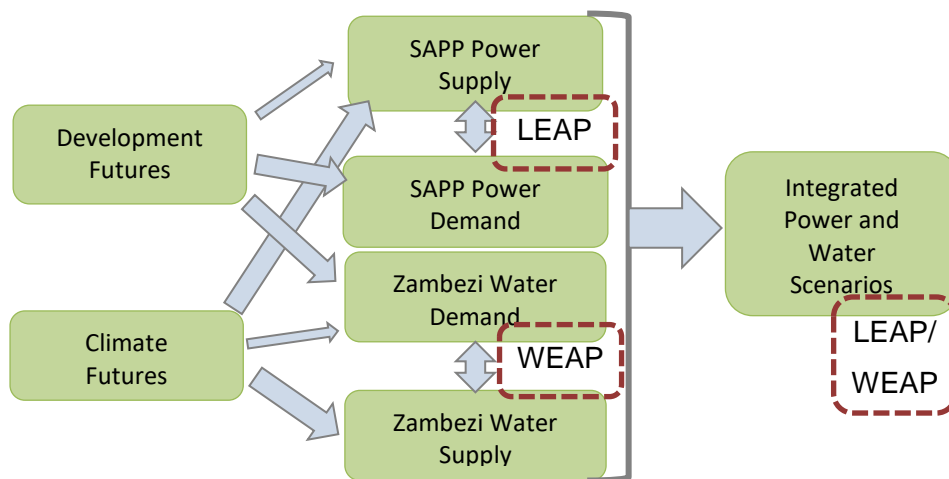 Development
Futures
Climate
Futures
SAPP Power
Supply
LEAP
SAPP Power
Demand
Zambezi Water
Demand
WEAP
Zambezi Water
Supply
Integrated
Power and
Water
Scenarios
LEAP/
WEAP